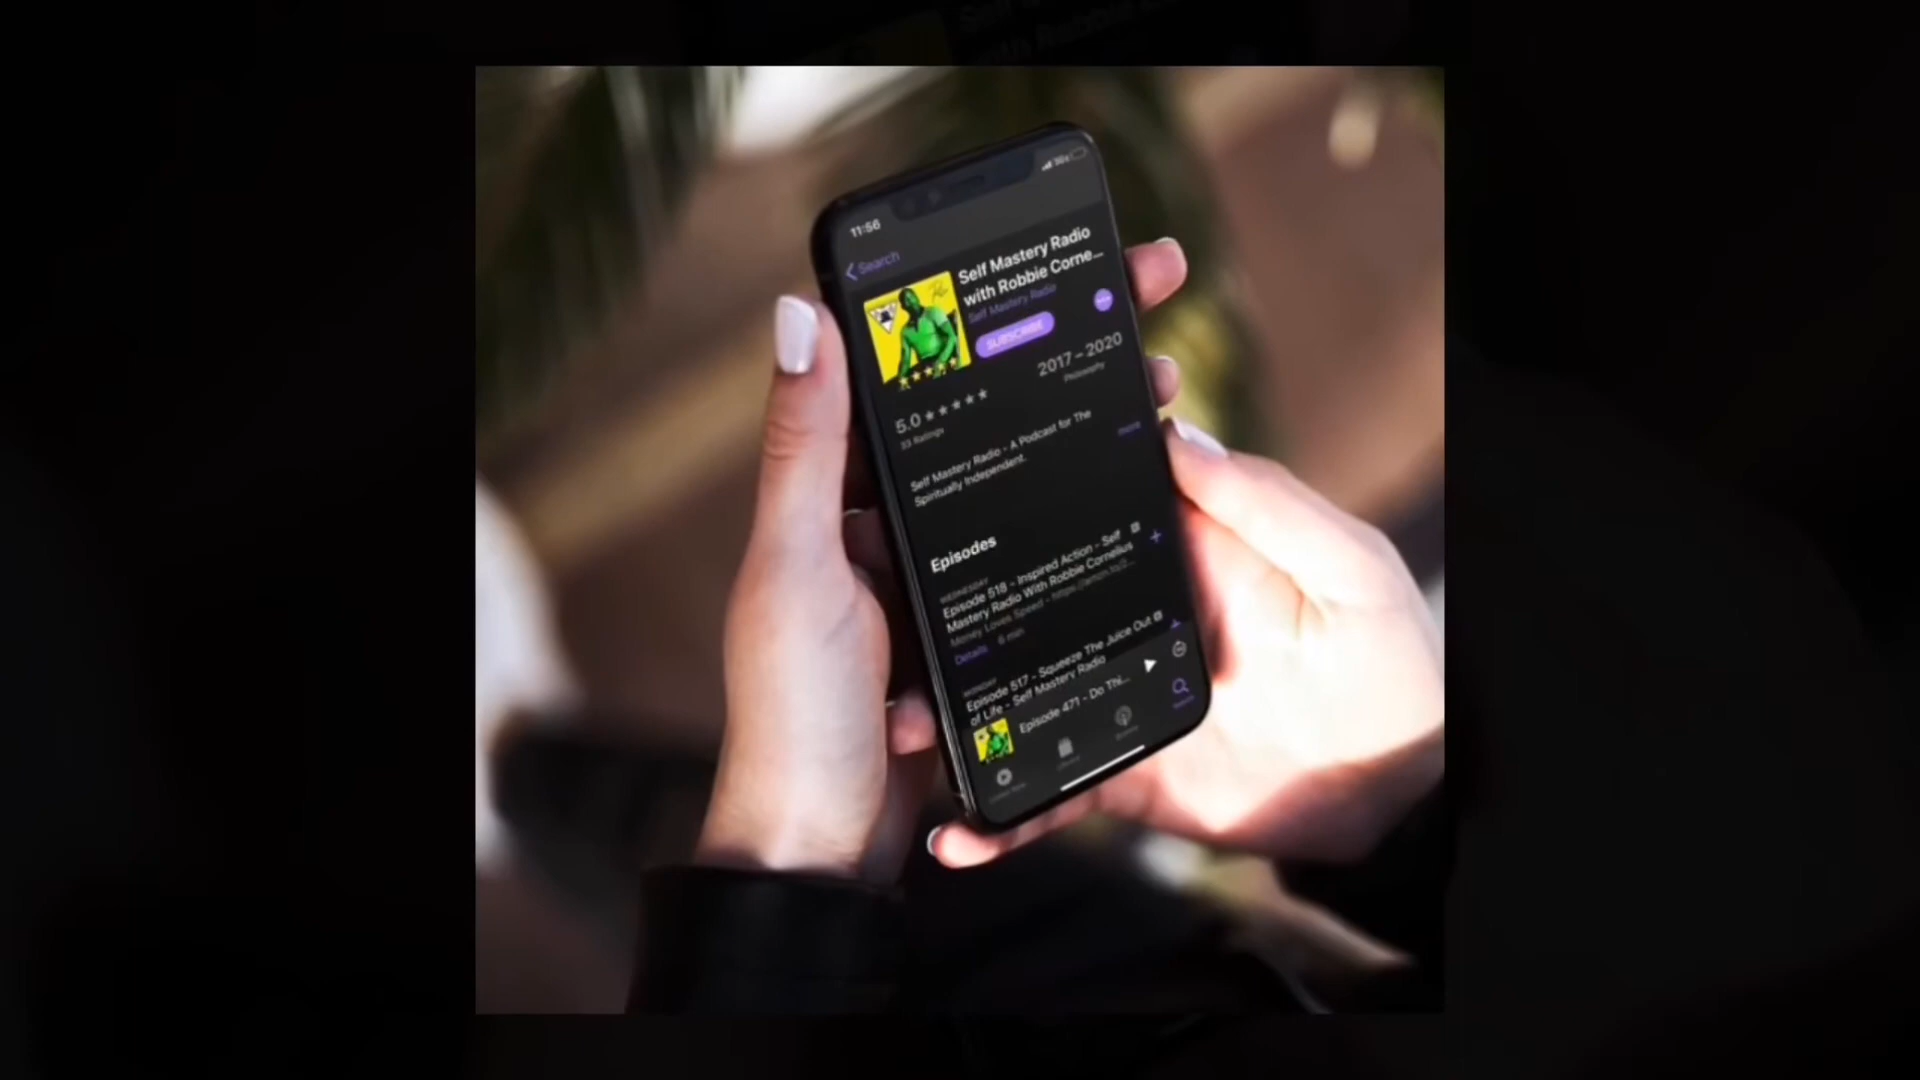 11:56
Search
Self Mastery Radio
with Robbie Corne...
Self Mastery Radio
SUBSCRIBE
2017 – 2020
Philosophy
5.0 ★★★★★
33 Ratings
Self Mastery Radio - A Podcast for The
Spiritually Independent.
more
Episodes
WEDNESDAY
Episode 518 - Inspired Action - Self
Mastery Radio With Robbie Cornelius
Money Loves Speed -
Details 6 min
MONDAY
Episode 517 - Squeeze The Juice Out
of Life - Self Mastery Radio
Episode 471 - Do Thi...